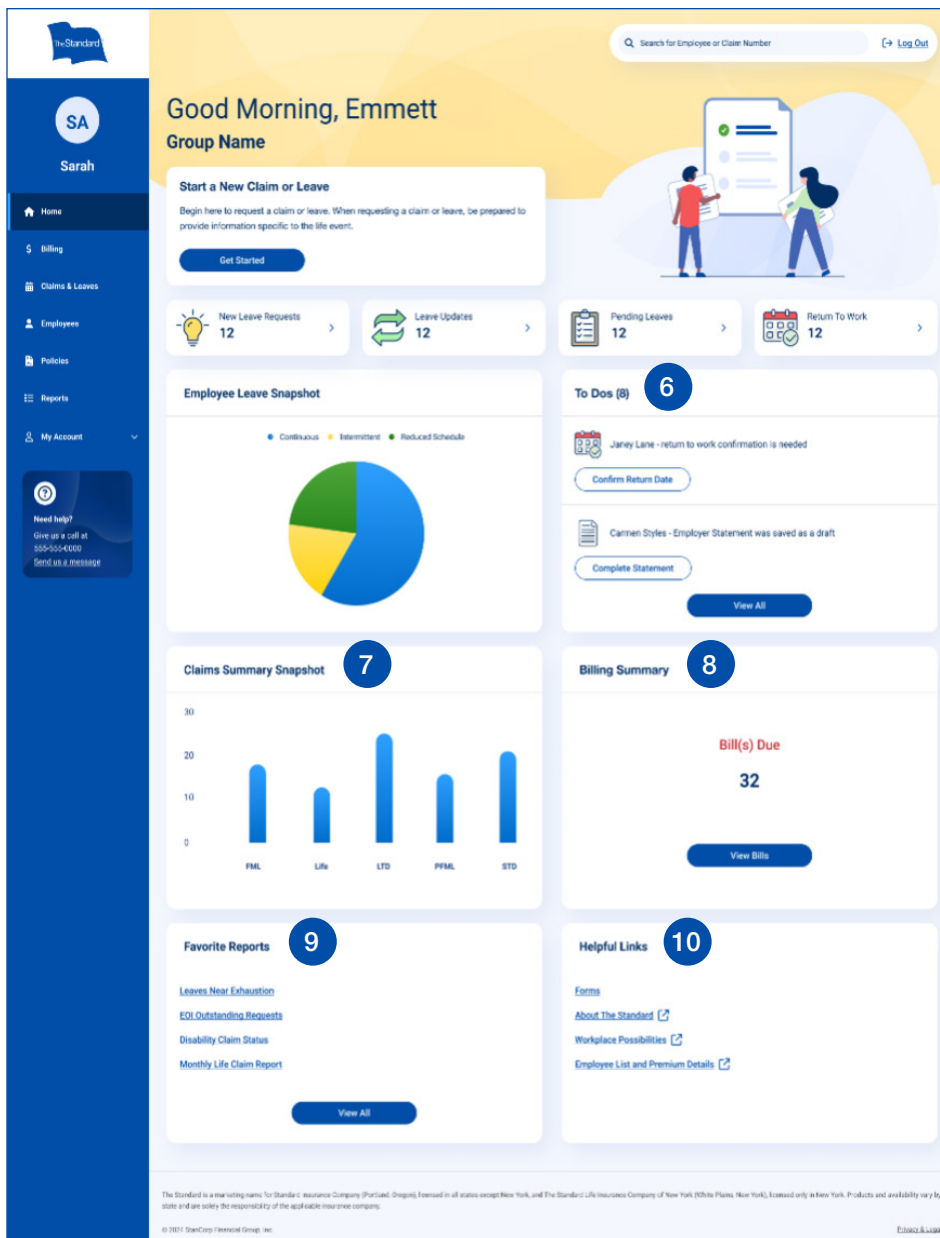 The Standard
Search for Employee or Claim Number
Log Out
SA
Sarah
Home
Billing
Claims & Leaves
Employees
Policies
Reports
My Account
Need help?
Give us a call at
555-555-0000
Send us a message
Good Morning, Emmett
Group Name
Start a New Claim or Leave
Begin here to request a claim or leave. When requesting a claim or leave, be prepared to
provide information specific to the life event.
Get Started
New Leave Requests
12
Leave Updates
12
Pending Leaves
12
Return To Work
12
Employee Leave Snapshot
Continuous Intermittent Reduced Schedule
To Dos (8) 6
Janey Lane - return to work confirmation is needed
Confirm Return Date
Carmen Styles - Employer Statement was saved as a draft
Complete Statement
View All
Claims Summary Snapshot 7
30
20
10
0
FML Life LTD PFML STD
Billing Summary 8
Bill(s) Due
32
View Bills
Favorite Reports 9
Leaves Near Exhaustion
EOI Outstanding Requests
Disability Claim Status
Monthly Life Claim Report
View All
Helpful Links 10
Forms
About The Standard
Workplace Possibilities
Employee List and Premium Details
The Standard is a marketing name for Standard Insurance Company (Portland, Oregon), licensed in all states except New York, and The Standard Life Insurance Company of New York (White Plains, New York), licensed only in New York. Products and availability vary by
state and are solely the responsibility of the applicable insurance company.
© 2024 StanCorp Financial Group, Inc.
Privacy & Legal